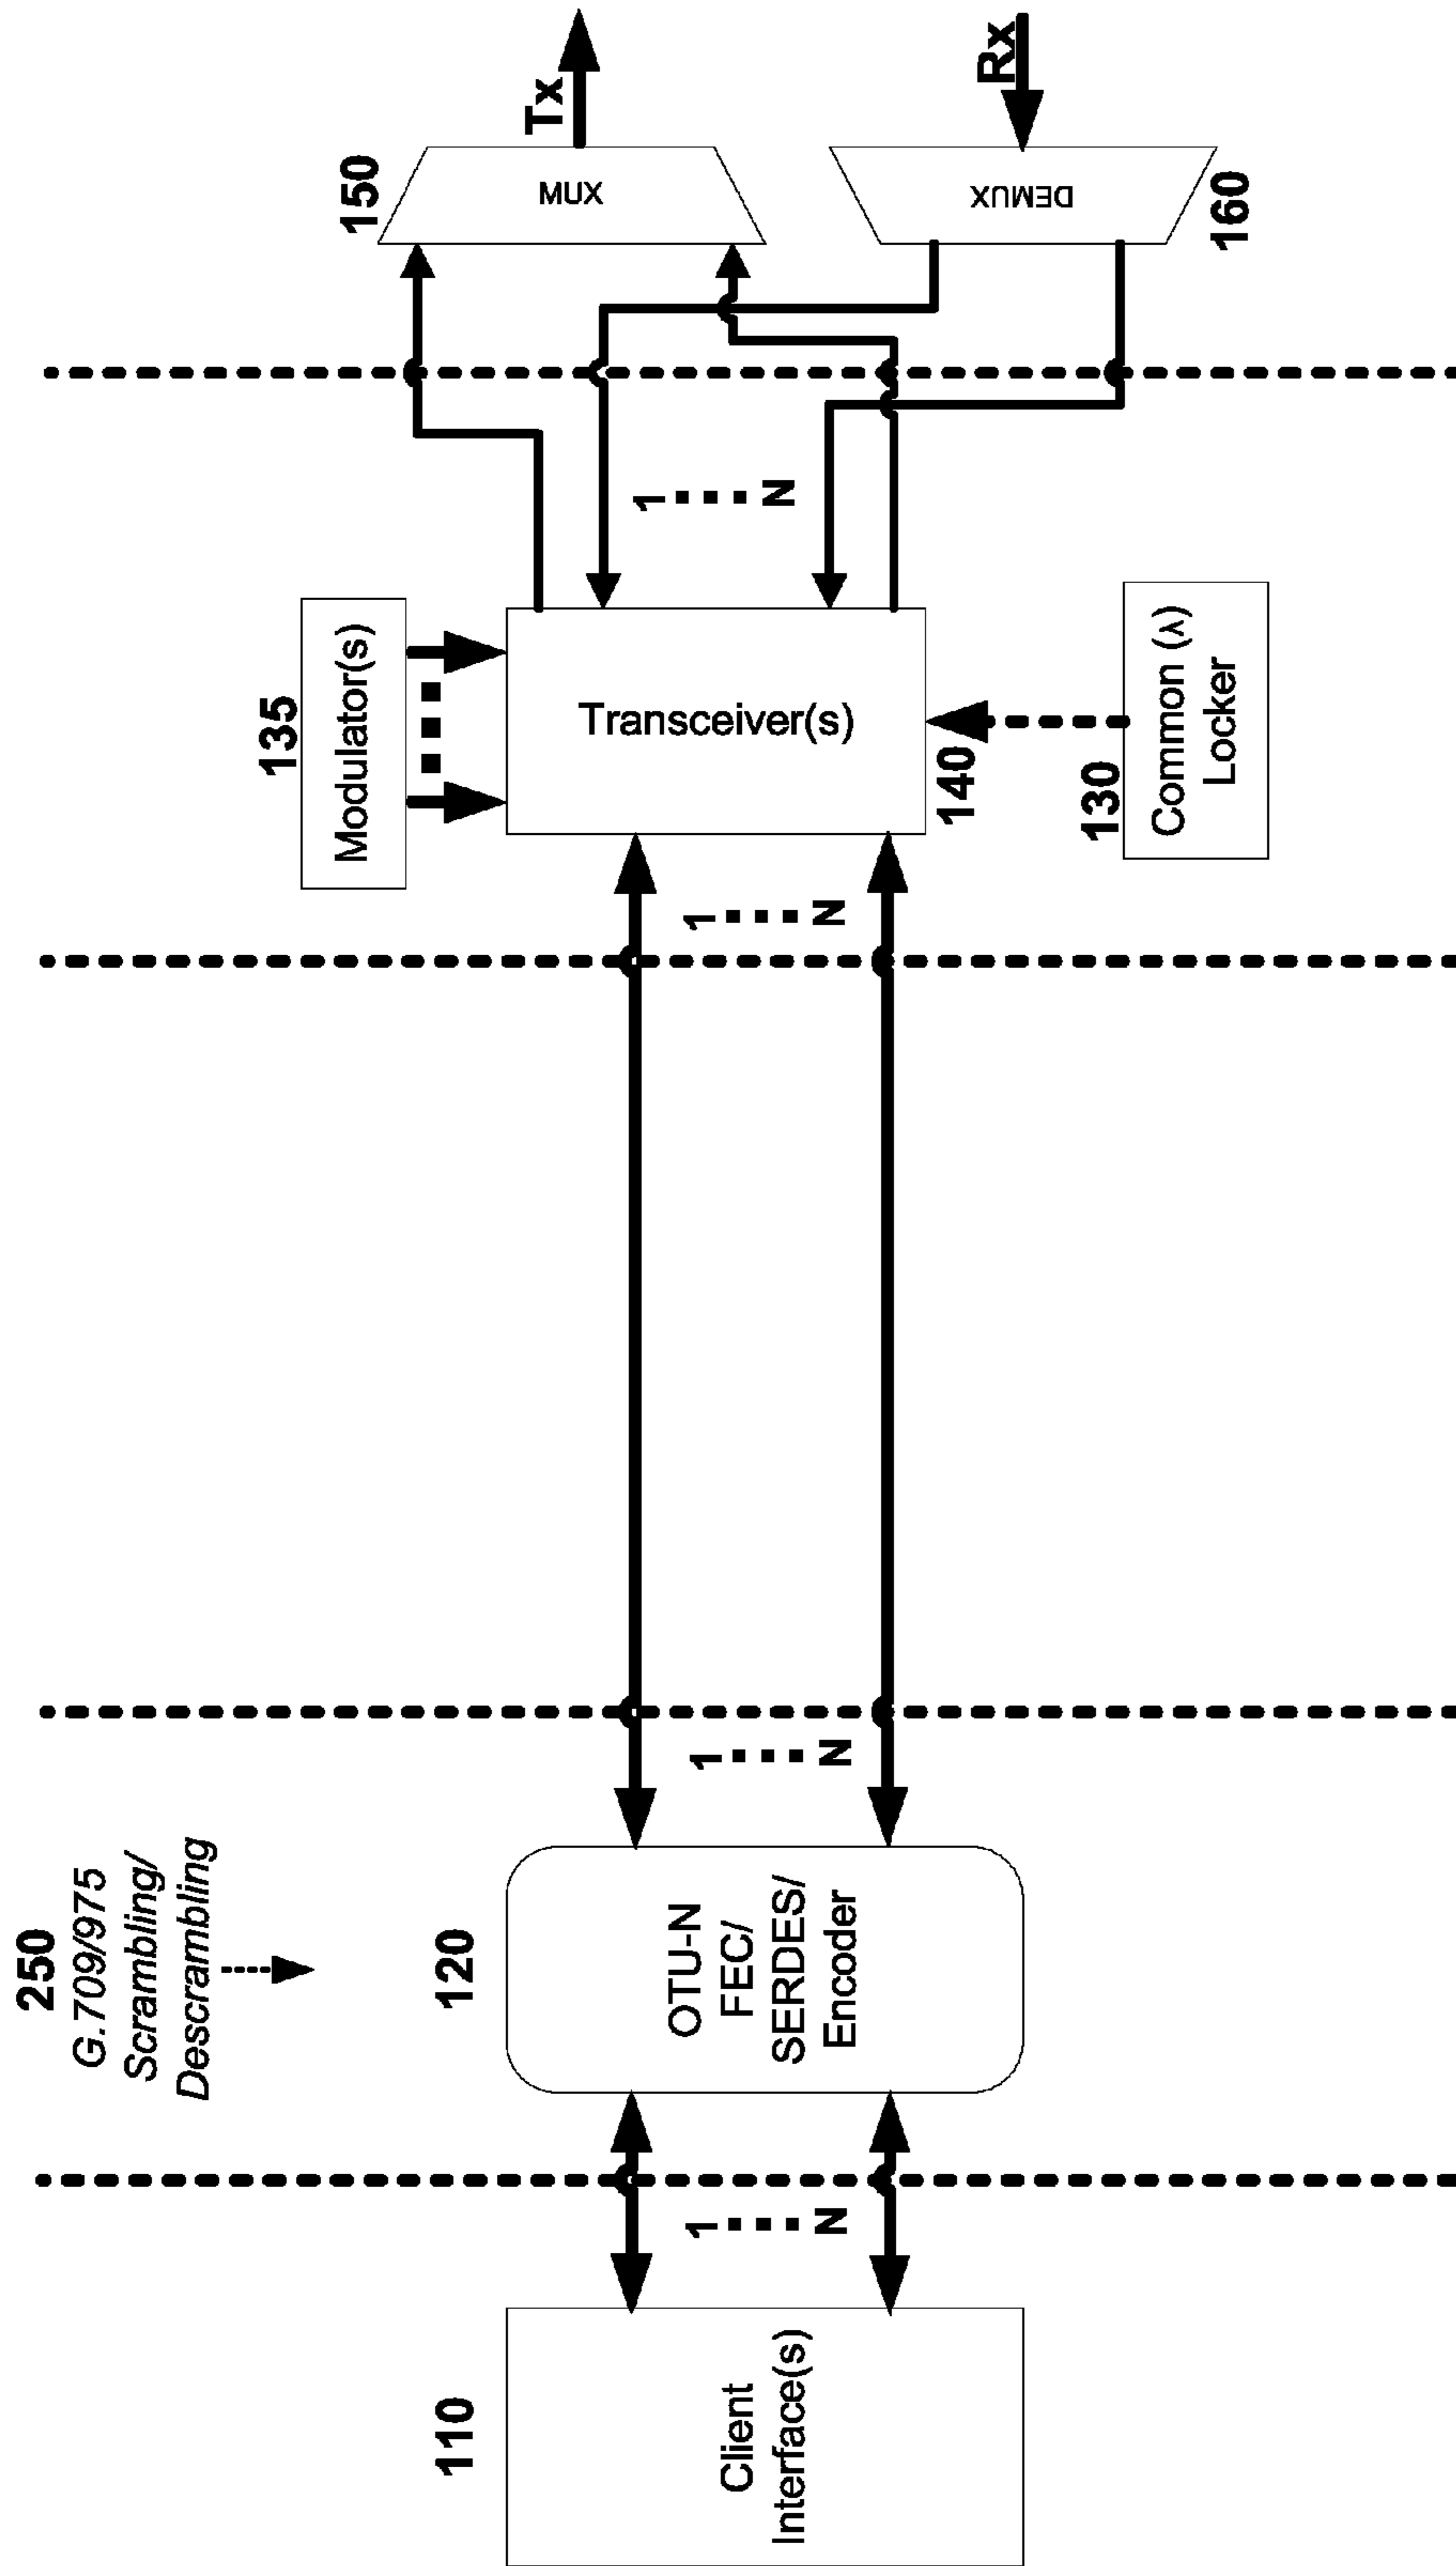 250
G.709/975
Scrambling/
Descrambling
110
Client
Interface(s)
1
N
120
OTU-N
FEC/
SERDES/
Encoder
1
N
1
N
135
Modulator(s)
Transceiver(s)
140
130
Common (λ)
Locker
1
N
150
MUX
Tx
Rx
DEMUX
160